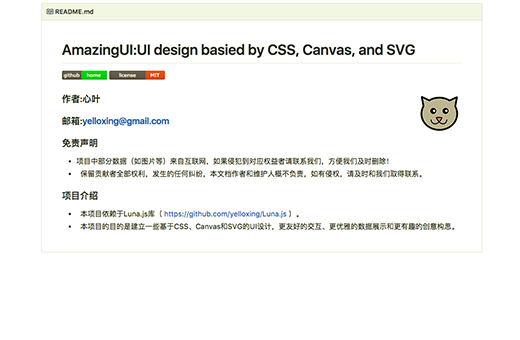 README.md
AmazingUI:UI design basied by CSS, Canvas, and SVG
github home license MIT
作者:心叶
邮箱:yelloxing@gmail.com
免责声明
项目中部分数据（如图片等）来自互联网，如果侵犯到对应权益者请联系我们，方便我们及时删除！
保留贡献者全部权利，发生的任何纠纷，本文档作者和维护人概不负责。如有侵权，请及时和我们取得联系。
项目介绍
本项目依赖于Luna.js库（ https://github.com/yelloxing/Luna.js ）。
本项目的目的是建立一些基于CSS、Canvas和SVG的UI设计，更友好的交互、更优雅的数据展示和更有趣的创意构思。